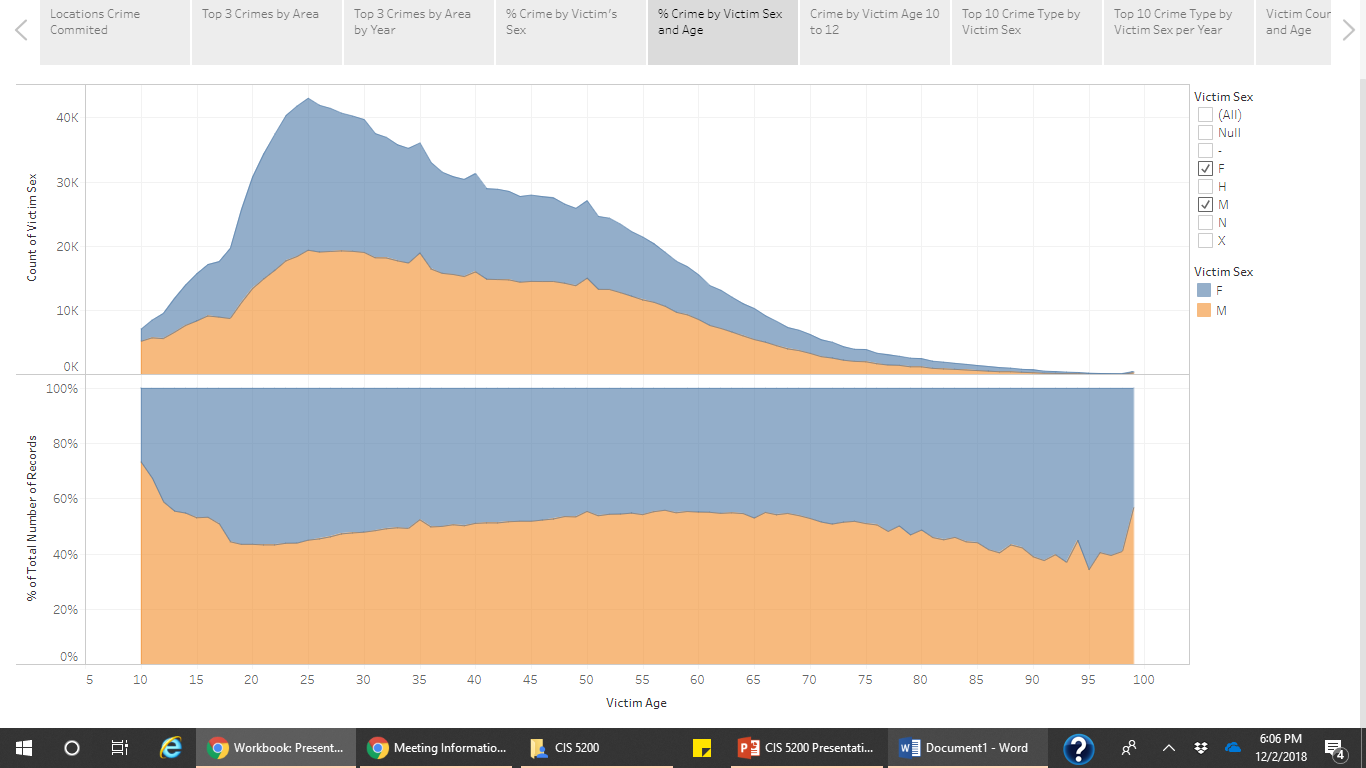 Locations Crime
Commited
Top 3 Crimes by Area
Top 3 Crimes by Area
by Year
% Crime by Victim's
Sex
% Crime by Victim Sex
and Age
Crime by Victim Age 10
to 12
Top 10 Crime Type by
Victim Sex
Top 10 Crime Type by
Victim Sex per Year
Victim Cour
and Age
Count of Victim Sex
40K
30K
20K
10K
0K
% of Total Number of Records
100%
80%
60%
40%
20%
0%
5 10 15 20 25 30 35 40 45 50 55 60 65 70 75 80 85 90 95 100
Victim Age
Victim Sex
(All)
Null
-
F
H
M
N
X
Victim Sex
F
M
Workbook: Present...
Meeting Informatio...
CIS 5200
CIS 5200 Presentati...
Document1 - Word
6:06 PM
12/2/2018
4